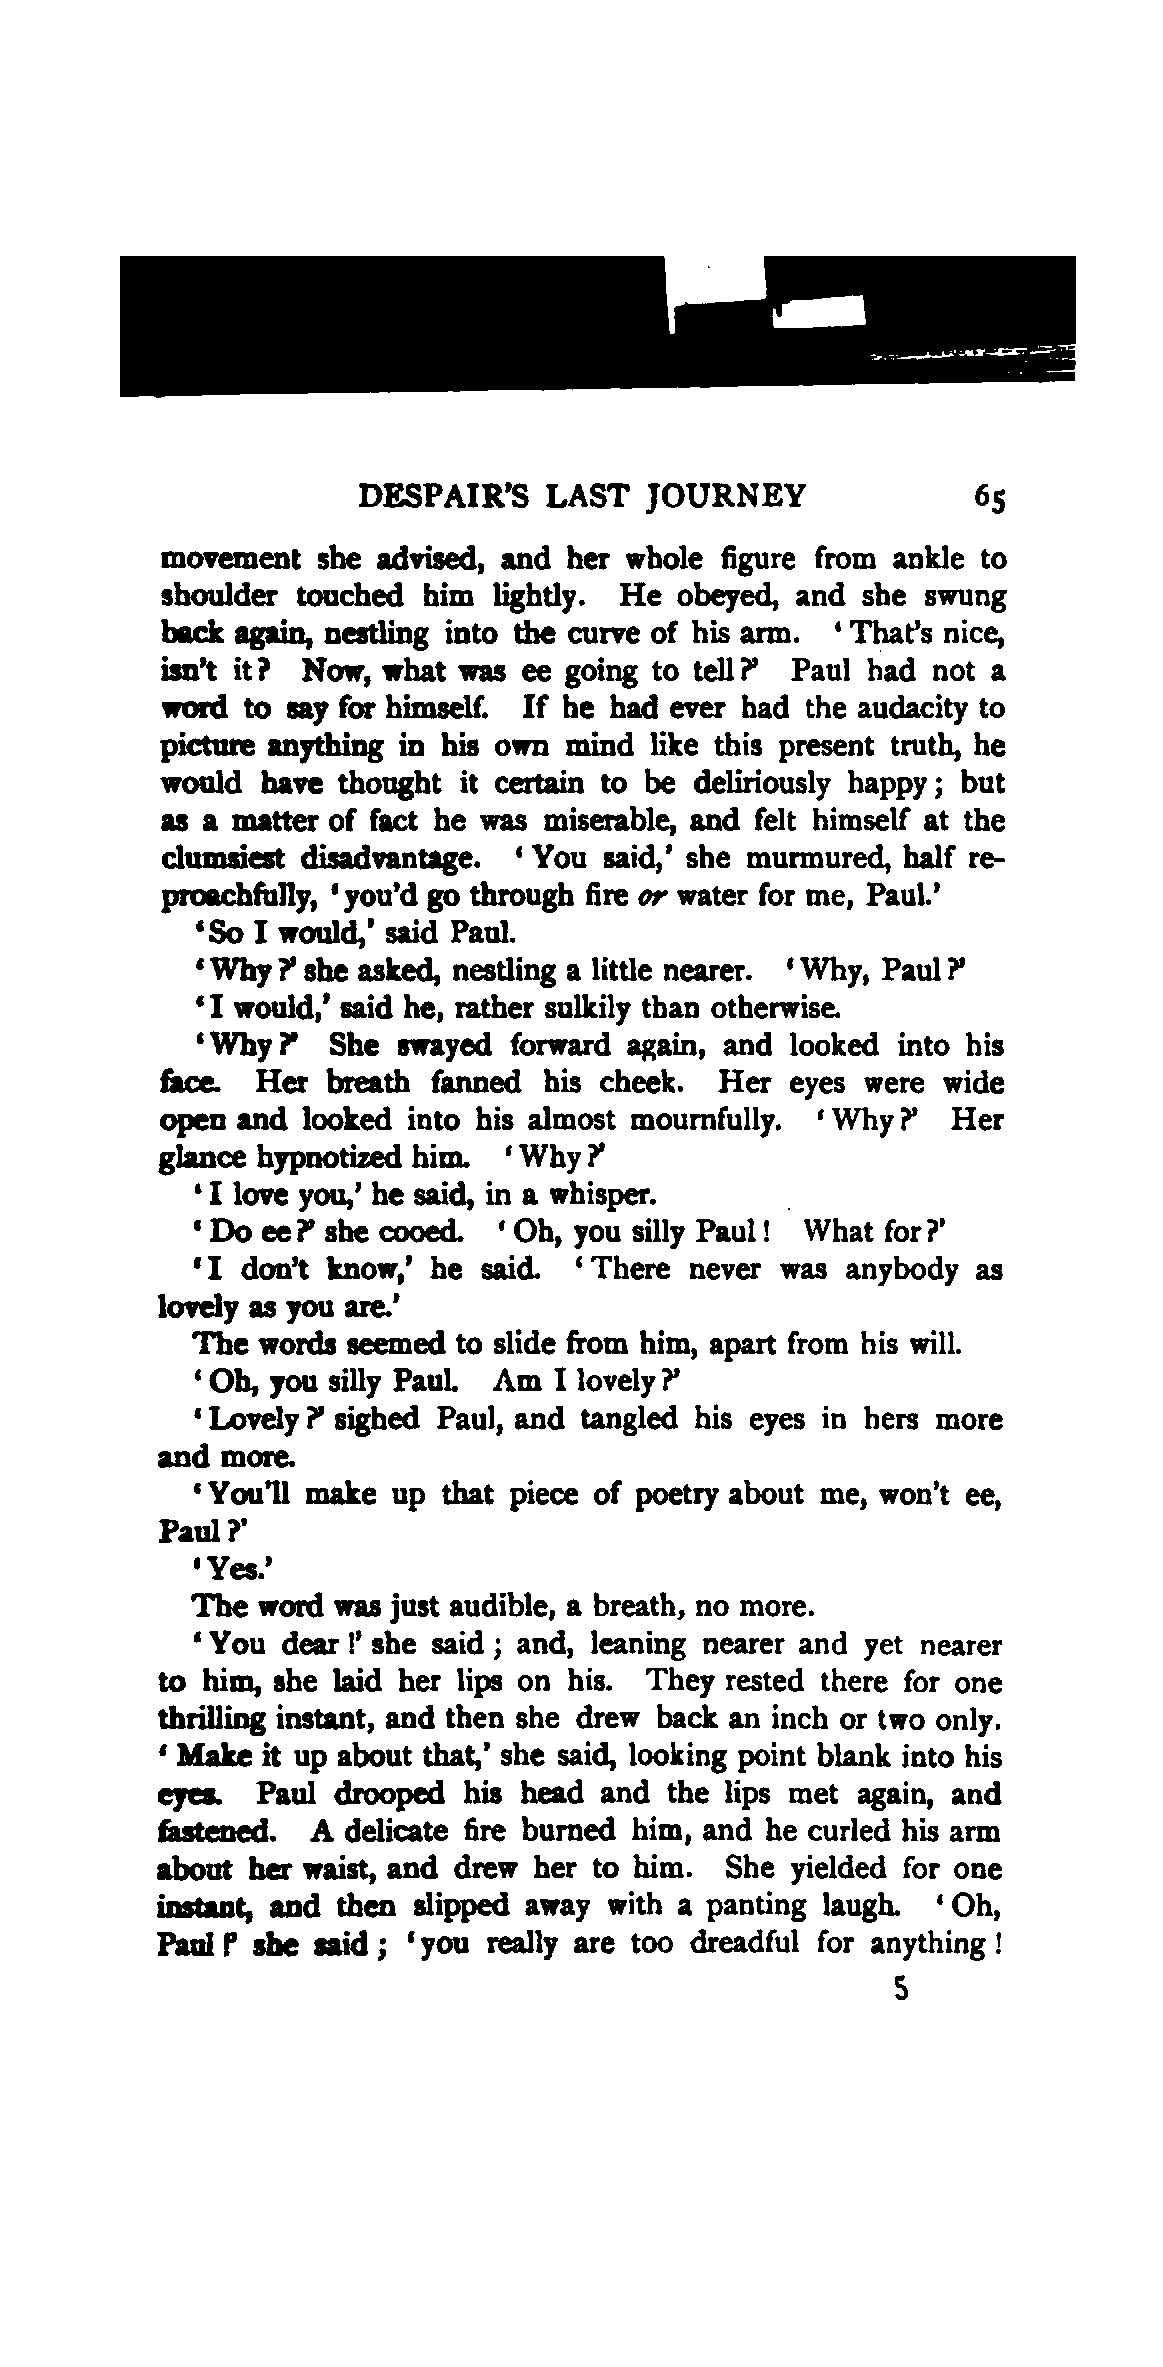 DESPAIR'S LAST JOURNEY 65
movement she advised, and her whole figure from ankle to
shoulder touched him lightly. He obeyed, and she swung
back again, nestling into the curve of his arm. ‘That's nice,
isn't it? Now, what was ee going to tell?’ Paul had not a
word to say for himself. If he had ever had the audacity to
picture anything in his own mind like this present truth, he
would have thought it certain to be deliriously happy; but
as a matter of fact he was miserable, and felt himself at the
clumsiest disadvantage. ‘You said,’ she murmured, half re-
proachfully, ‘you'd go through fire or water for me, Paul.’
‘So I would,’ said Paul.
‘Why?’ she asked, nestling a little nearer. ‘Why, Paul?’
‘I would,’ said he, rather sulkily than otherwise.
‘Why?’ She swayed forward again, and looked into his
face. Her breath fanned his cheek. Her eyes were wide
open and looked into his almost mournfully. ‘Why?’ Her
glance hypnotized him. ‘Why?’
‘I love you,’ he said, in a whisper.
‘Do ee?’ she cooed. ‘Oh, you silly Paul! What for?’
‘I don't know,’ he said. ‘There never was anybody as
lovely as you are.’
The words seemed to slide from him, apart from his will.
‘Oh, you silly Paul. Am I lovely?’
‘Lovely?’ sighed Paul, and tangled his eyes in hers more
and more.
‘You'll make up that piece of poetry about me, won't ee,
Paul?’
‘Yes.’
The word was just audible, a breath, no more.
‘You dear!’ she said; and, leaning nearer and yet nearer
to him, she laid her lips on his. They rested there for one
thrilling instant, and then she drew back an inch or two only.
‘Make it up about that,’ she said, looking point blank into his
eyes. Paul drooped his head and the lips met again, and
fastened. A delicate fire burned him, and he curled his arm
about her waist, and drew her to him. She yielded for one
instant, and then slipped away with a panting laugh. ‘Oh,
Paul!’ she said; ‘you really are too dreadful for anything!
5